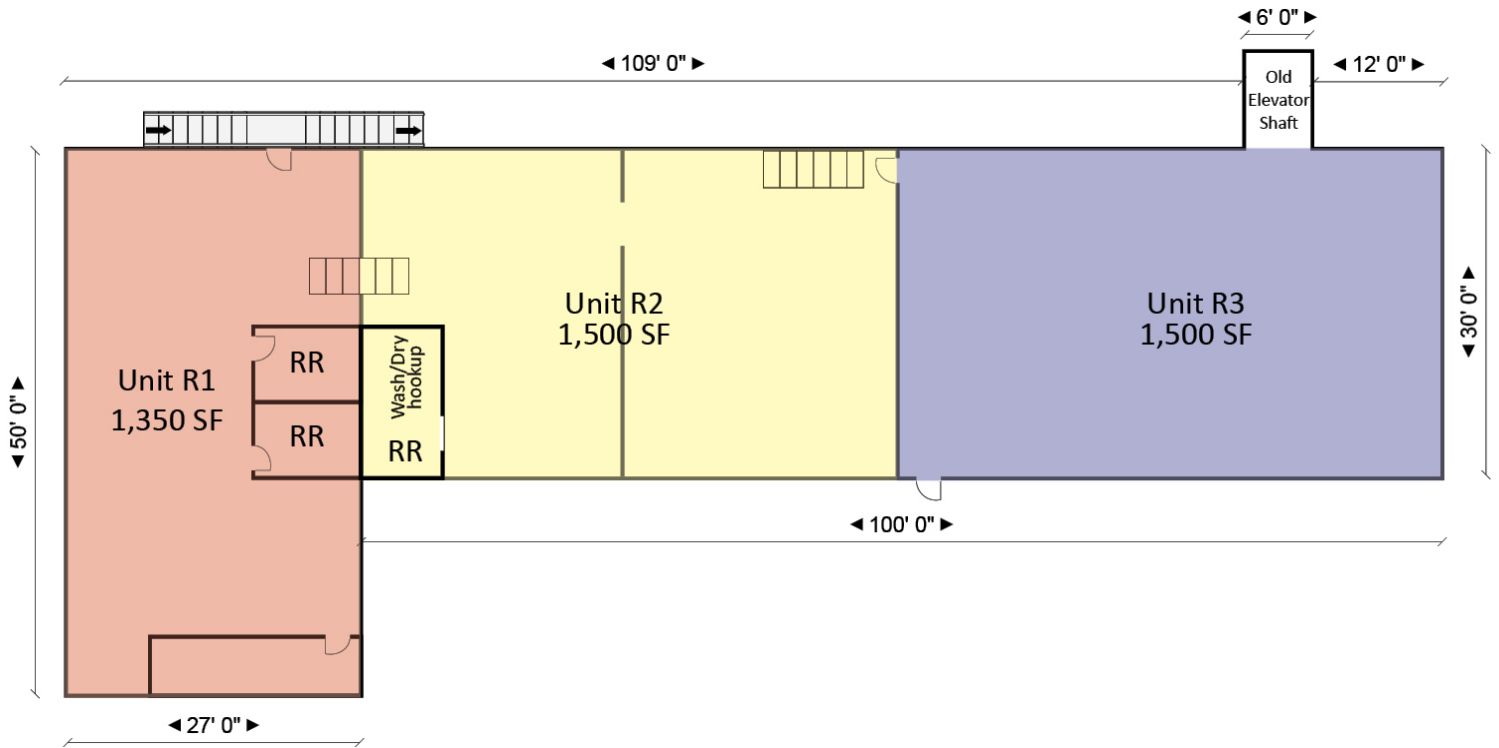 ◄ 6' 0" ►
◄ 109' 0" ►
◄ 12' 0" ►
Old
Elevator
Shaft
Unit R1
1,350 SF
RR
RR
Wash/Dry
hookup
RR
Unit R2
1,500 SF
Unit R3
1,500 SF
◄ 50' 0" ►
◄ 30' 0" ►
◄ 100' 0" ►
◄ 27' 0" ►